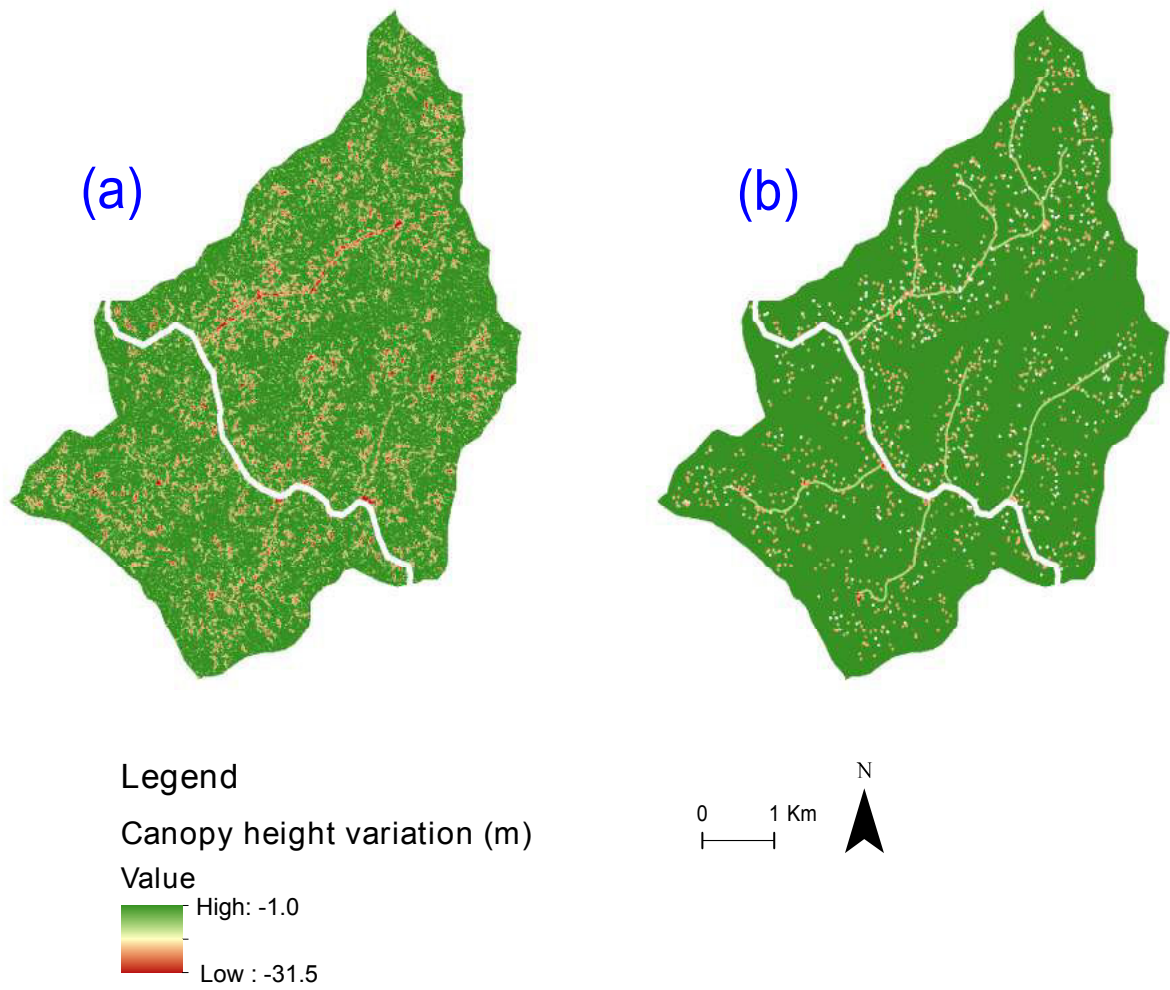 (a)
(b)
Legend
Canopy height variation (m)
Value
High: -1.0
Low : -31.5
0 1 Km
N